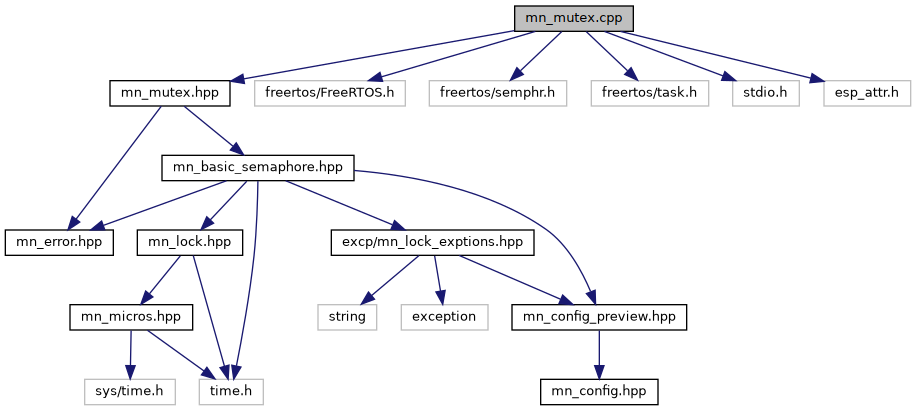 mn_mutex.cpp
mn_mutex.hpp
freertos/FreeRTOS.h
freertos/semphr.h
freertos/task.h
stdio.h
esp_attr.h
mn_basic_semaphore.hpp
mn_error.hpp
mn_lock.hpp
excp/mn_lock_exptions.hpp
mn_micros.hpp
string
exception
mn_config_preview.hpp
sys/time.h
time.h
mn_config.hpp